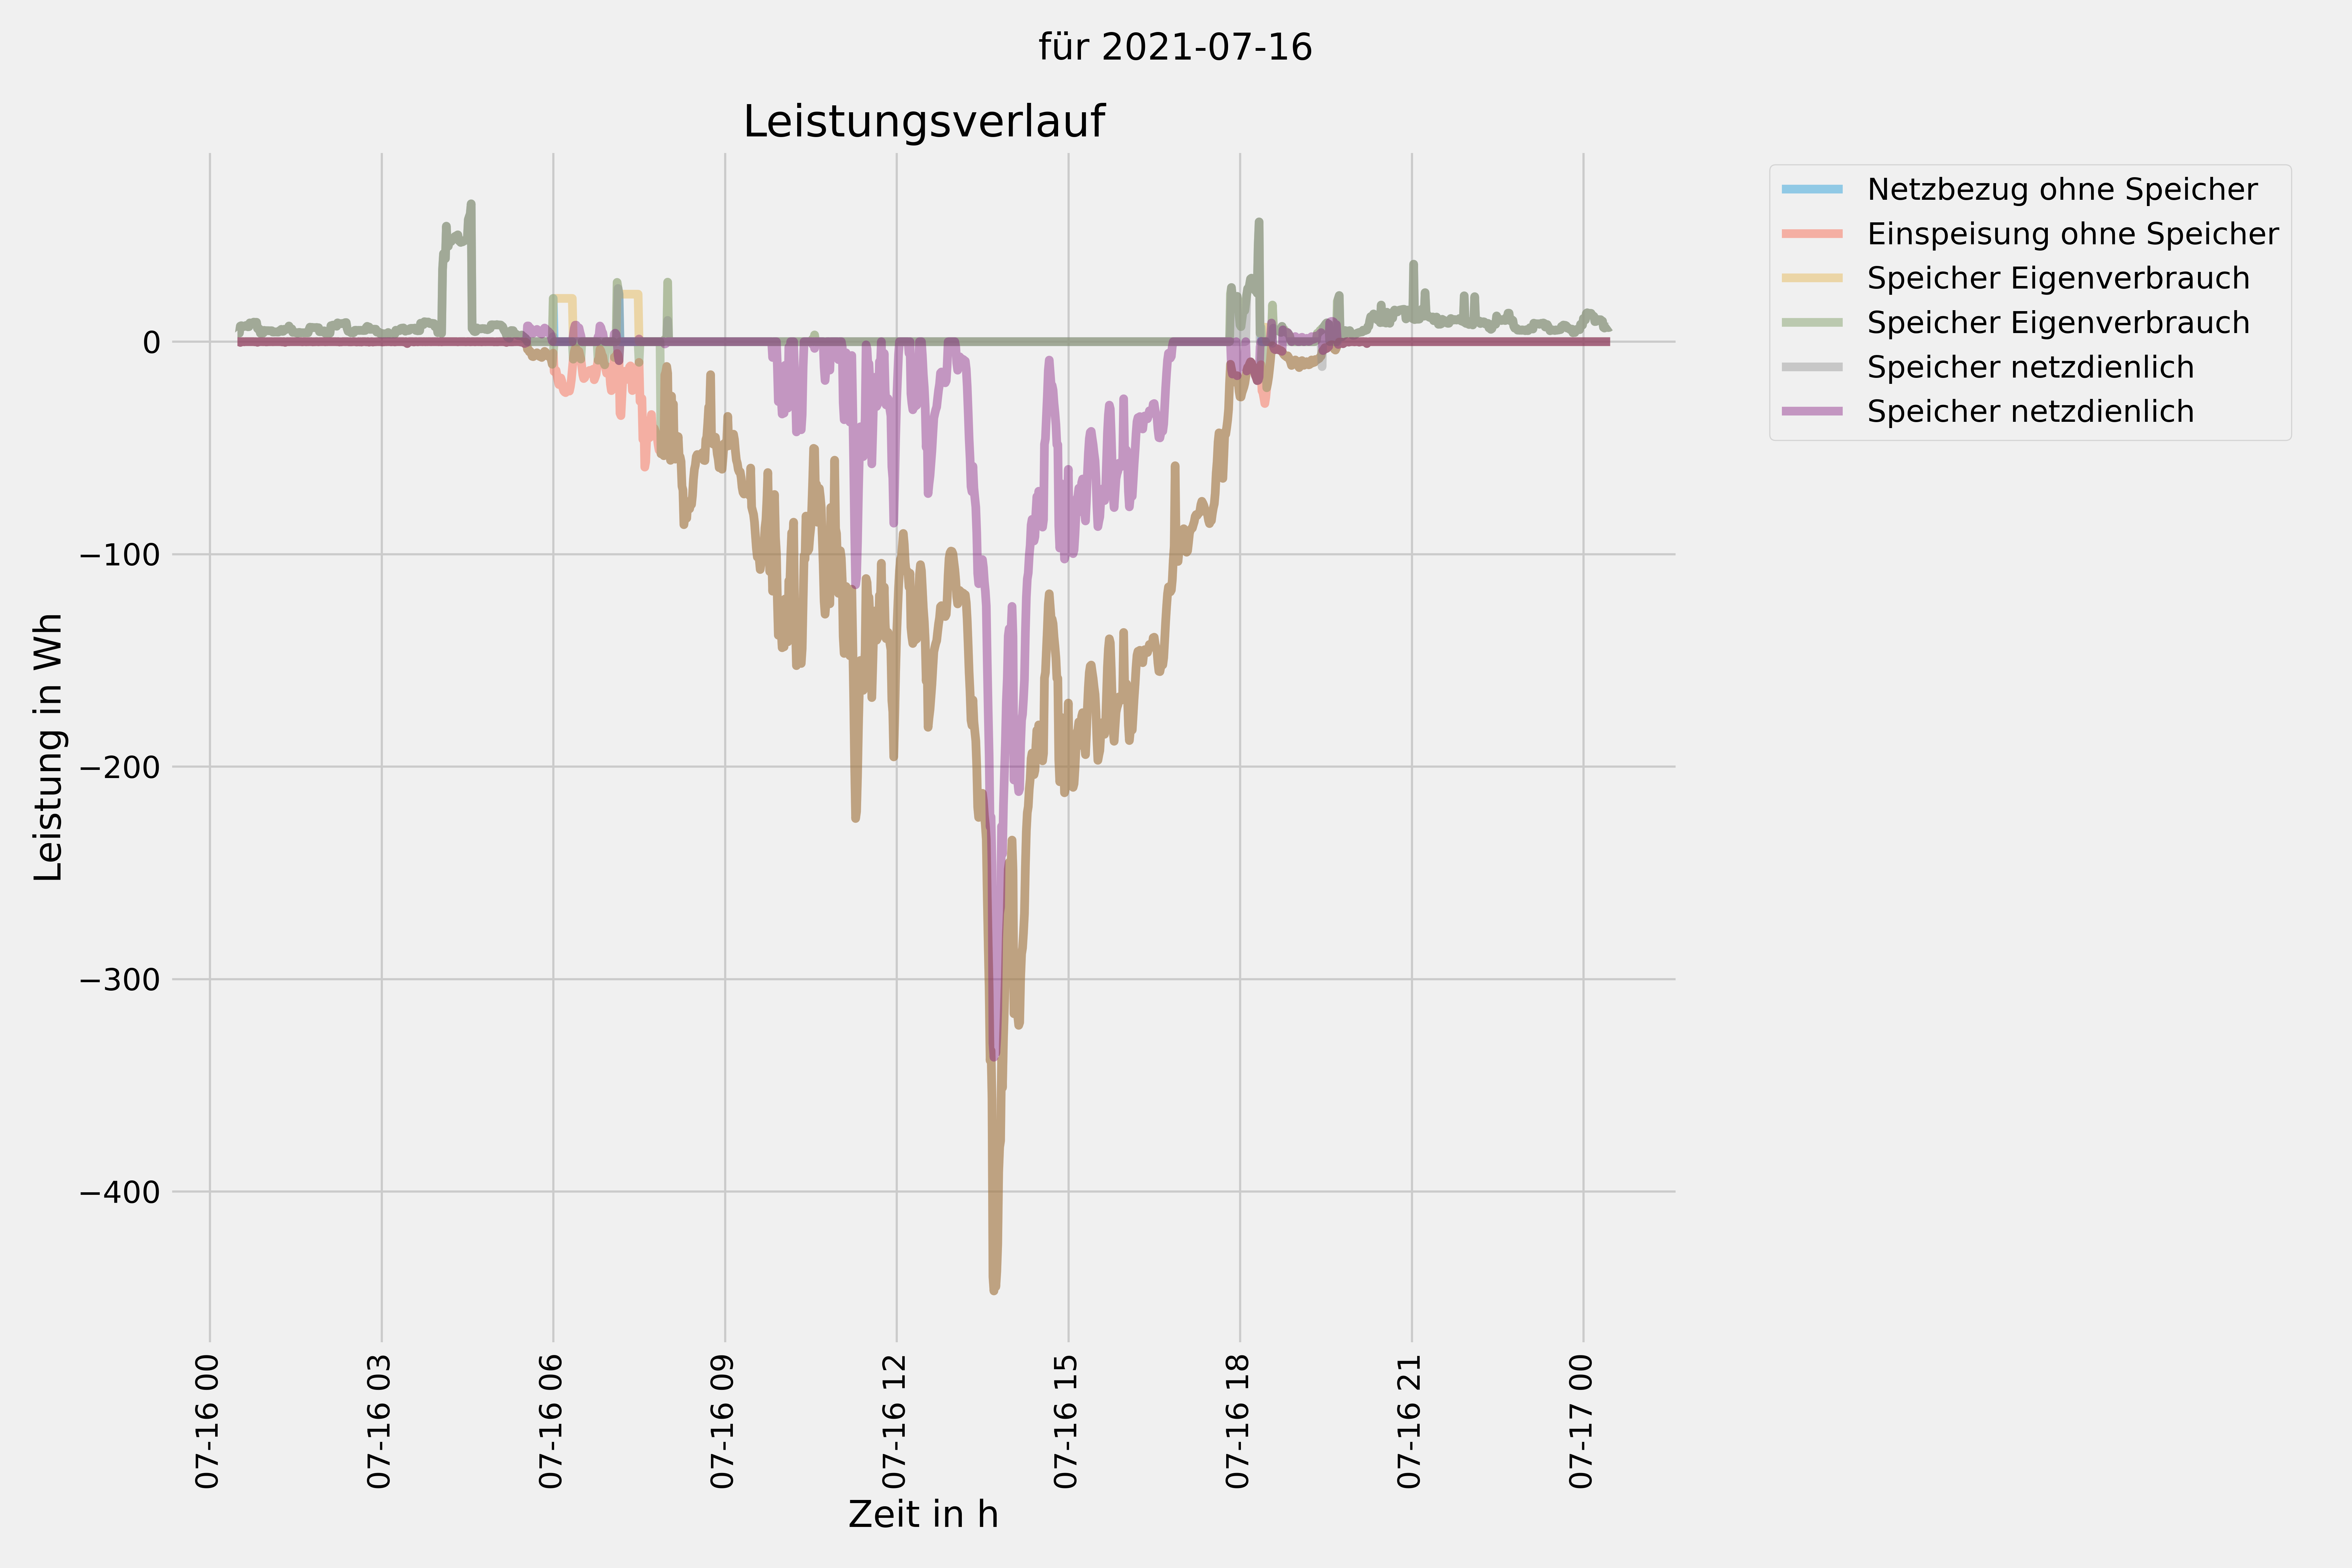 für 2021-07-16
Leistungsverlauf
Netzbezug ohne Speicher
Einspeisung ohne Speicher
Speicher Eigenverbrauch
Speicher Eigenverbrauch
Speicher netzdienlich
Speicher netzdienlich
Leistung in Wh
0
−100
−200
−300
−400
07-16 00
07-16 03
07-16 06
07-16 09
07-16 12
07-16 15
07-16 18
07-16 21
07-17 00
Zeit in h